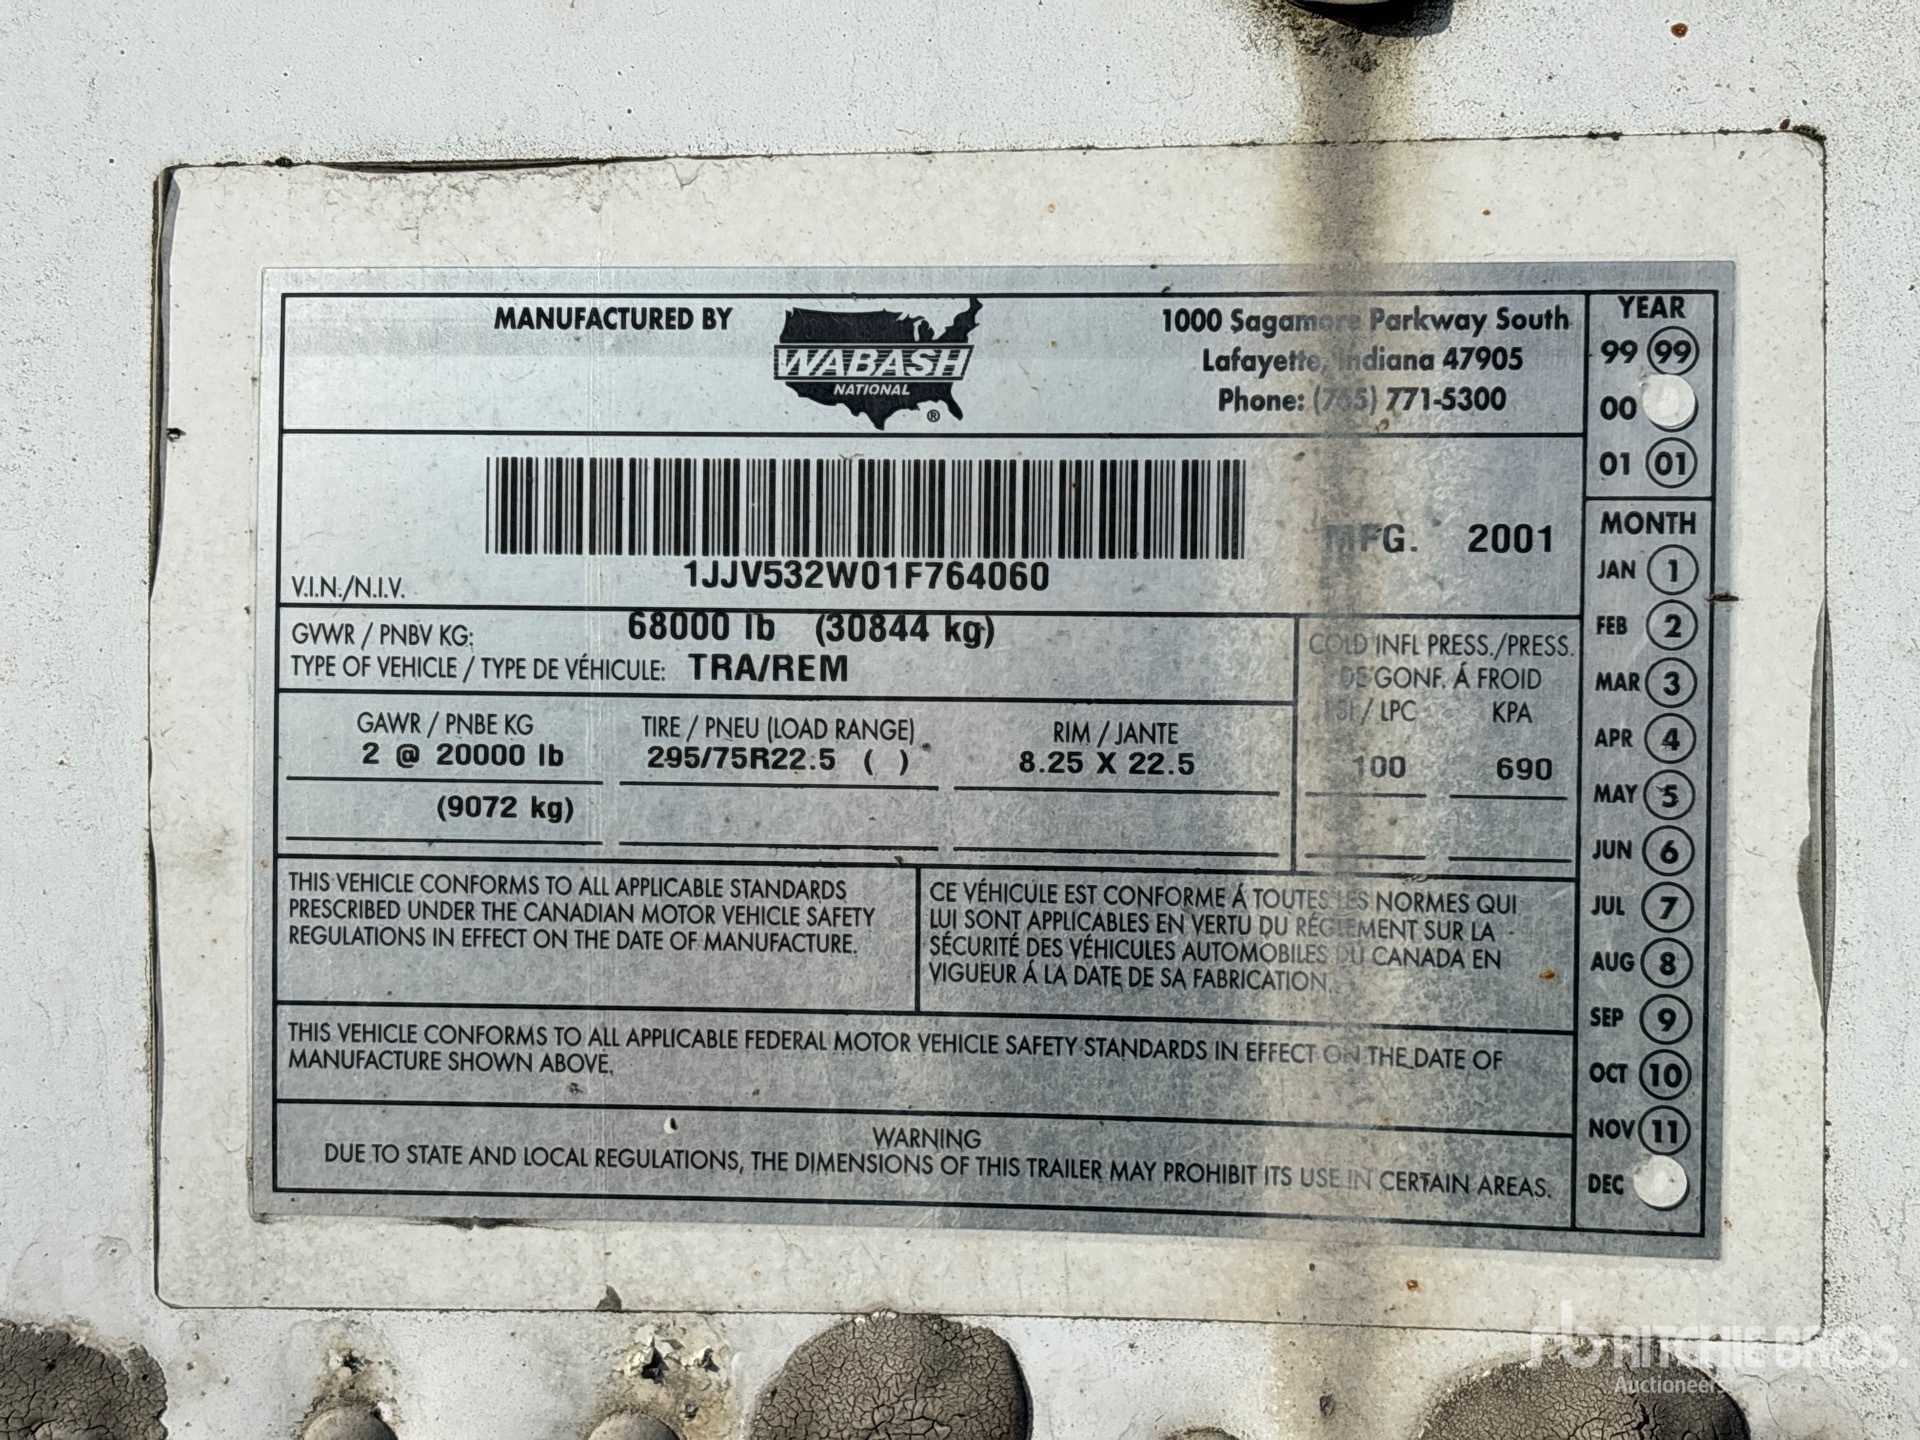 MANUFACTURED BY
WABASH
NATIONAL
®
1000 Sagamore Parkway South
Lafayette, Indiana 47905
Phone: (765) 771-5300
YEAR
99 99
00
01 01
V.I.N./N.I.V.
1JJV532W01F764060
MFG. 2001
GVWR / PNBV KG: 68000 lb (30844 kg)
TYPE OF VEHICLE / TYPE DE VÉHICULE: TRA/REM
COLD INFL PRESS./PRESS.
DE GONF. Á FROID
PSI / LPC KPA
100 690
GAWR / PNBE KG
2 @ 20000 lb
(9072 kg)
TIRE / PNEU (LOAD RANGE)
295/75R22.5 ( )
RIM / JANTE
8.25 X 22.5
THIS VEHICLE CONFORMS TO ALL APPLICABLE STANDARDS
PRESCRIBED UNDER THE CANADIAN MOTOR VEHICLE SAFETY
REGULATIONS IN EFFECT ON THE DATE OF MANUFACTURE.
CE VÉHICULE EST CONFORME Á TOUTES LES NORMES QUI
LUI SONT APPLICABLES EN VERTU DU RÉGLEMENT SUR LA
SÉCURITÉ DES VÉHICULES AUTOMOBILES DU CANADA EN
VIGUEUR Á LA DATE DE SA FABRICATION.
THIS VEHICLE CONFORMS TO ALL APPLICABLE FEDERAL MOTOR VEHICLE SAFETY STANDARDS IN EFFECT ON THE DATE OF
MANUFACTURE SHOWN ABOVE.
WARNING
DUE TO STATE AND LOCAL REGULATIONS, THE DIMENSIONS OF THIS TRAILER MAY PROHIBIT ITS USE IN CERTAIN AREAS.
MONTH
JAN 1
FEB 2
MAR 3
APR 4
MAY 5
JUN 6
JUL 7
AUG 8
SEP 9
OCT 10
NOV 11
DEC
rb RITCHIE BROS.
Auctioneers